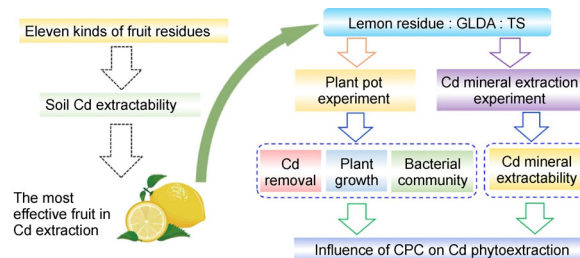 Eleven kinds of fruit residues
Soil Cd extractability
The most
effective fruit in
Cd extraction
Lemon residue : GLDA : TS
Plant pot
experiment
Cd mineral extraction
experiment
Cd
removal
Plant
growth
Bacterial
community
Cd mineral
extractability
Influence of CPC on Cd phytoextraction